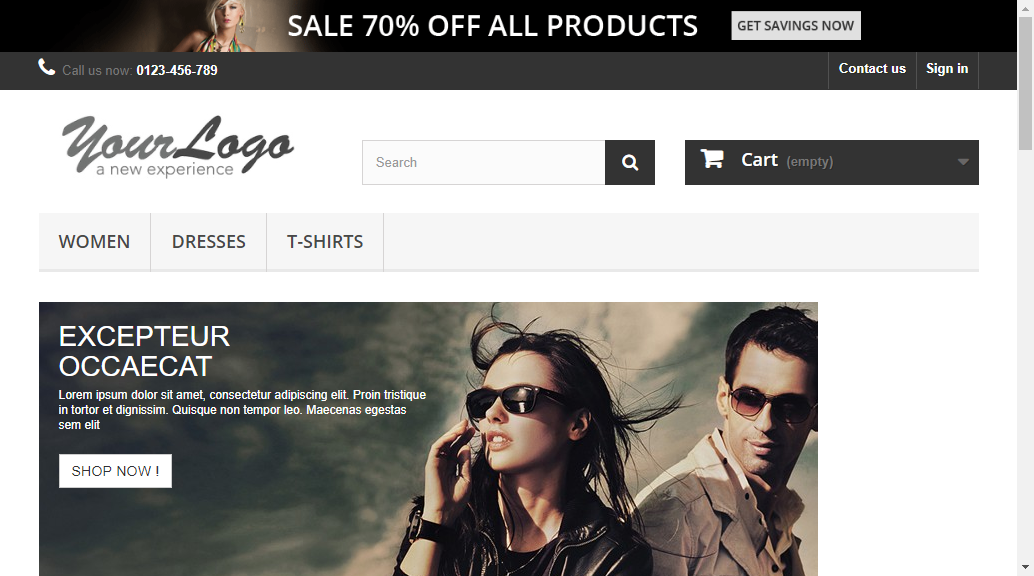 SALE 70% OFF ALL PRODUCTS
GET SAVINGS NOW
Call us now: 0123-456-789
Contact us
Sign in
YourLogo
a new experience
Search
Cart (empty)
WOMEN
DRESSES
T-SHIRTS
EXCEPTEUR
OCCAECAT
Lorem ipsum dolor sit amet, consectetur adipiscing elit. Proin tristique
in tortor et dignissim. Quisque non tempor leo. Maecenas egestas
sem elit
SHOP NOW !